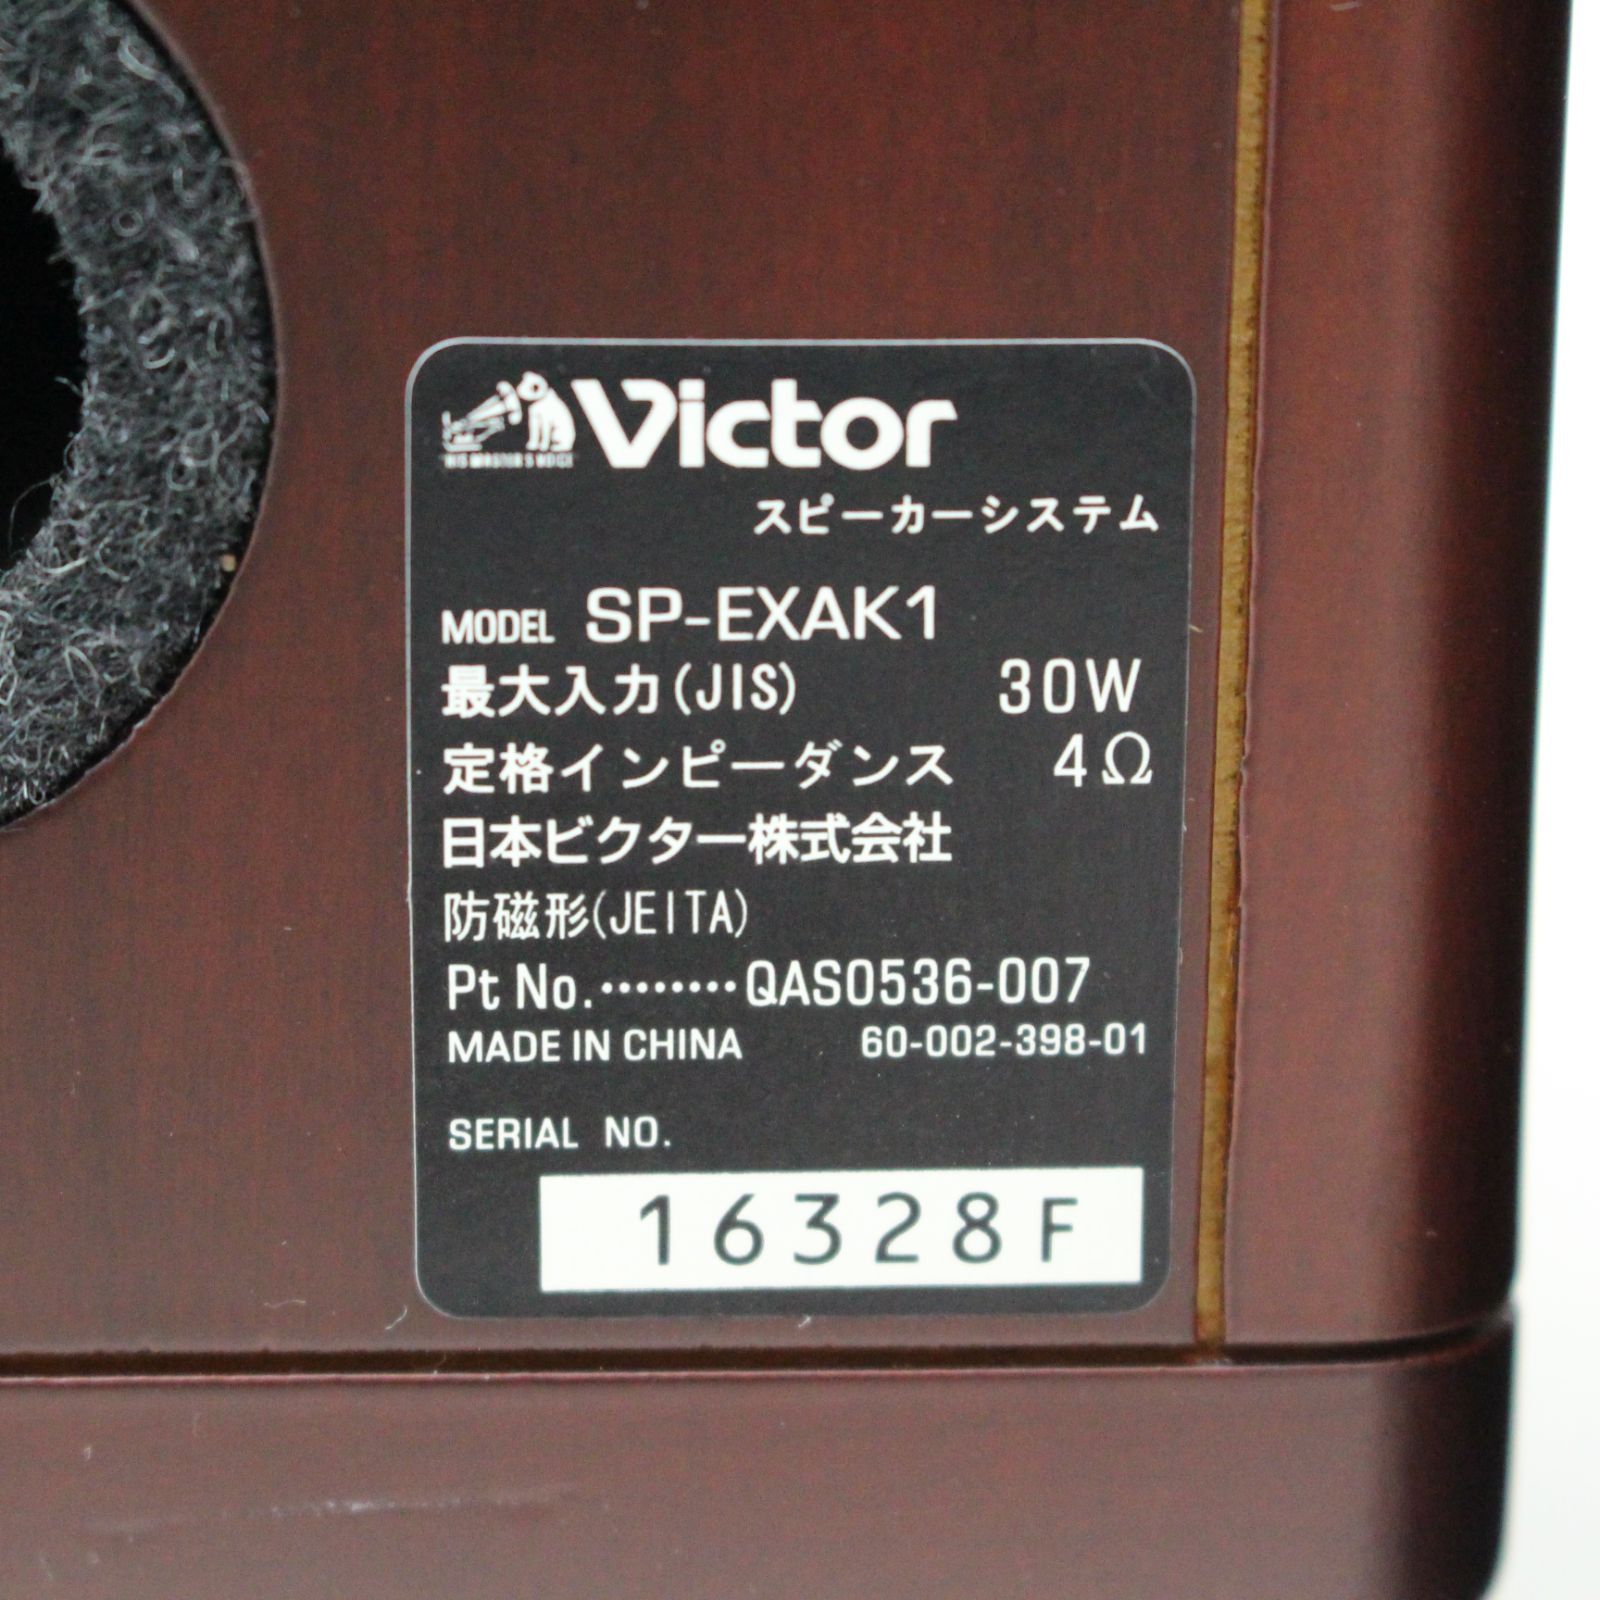 HIS MASTER'S VOICE
Victor
スピーカーシステム
MODEL SP-EXAK1
最大入力(JIS) 30W
定格インピーダンス 4Ω
日本ビクター株式会社
防磁形(JEITA)
Pt No.········QAS0536-007
MADE IN CHINA 60-002-398-01
SERIAL NO.
16328F